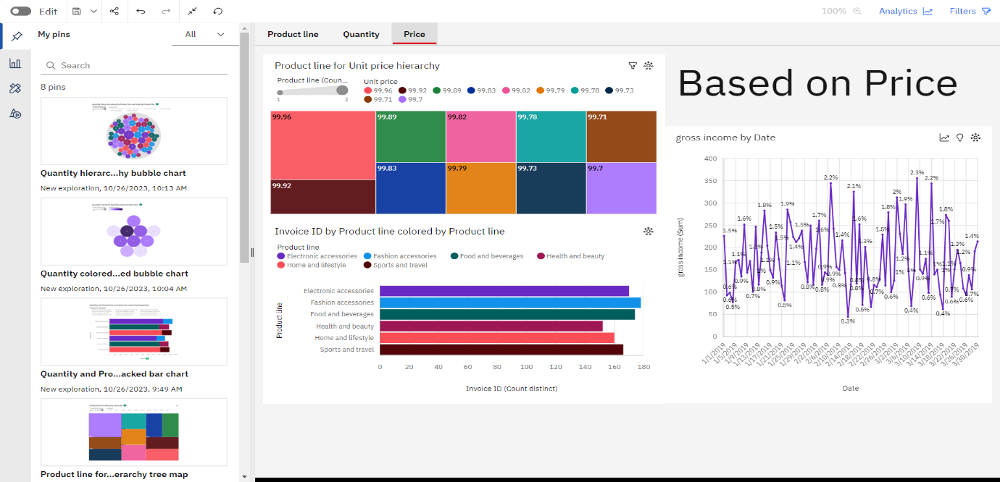 Edit
100%
Analytics
Filters
My pins
All
Search
8 pins
Quantity hierarc...hy bubble chart
New exploration, 10/26/2023, 10:13 AM
Quantity colored...ed bubble chart
New exploration, 10/26/2023, 10:04 AM
Quantity and Pro...acked bar chart
New exploration, 10/26/2023, 9:49 AM
Product line for...erarchy tree map
Product line
Quantity
Price
Product line for Unit price hierarchy
Product line (Coun...
1 2
Unit price
99.96 99.92 99.89 99.83 99.82 99.79 99.78 99.73
99.71 99.7
99.96 99.89 99.82 99.78 99.71
99.83 99.79 99.73 99.7
99.92
Invoice ID by Product line colored by Product line
Product line
Electronic accessories Fashion accessories Food and beverages Health and beauty
Home and lifestyle Sports and travel
Product line
Electronic accessories
Fashion accessories
Food and beverages
Health and beauty
Home and lifestyle
Sports and travel
0 20 40 60 80 100 120 140 160 180
Invoice ID (Count distinct)
Based on Price
gross income by Date
gross income (Sum)
400
350
300
250
200
150
100
50
0
2.3%
2.2%
2.2%
2.1%
2%
1.9%
1.9%
1.8%
1.8%
1.8%
1.7%
1.7%
1.6%
1.6%
1.6%
1.5%
1.5%
1.5%
1.5%
1.5%
1.4%
1.4%
1.4%
1.3%
1.3%
1.2%
1.2%
1.1%
1.1%
1.1%
1.1%
0.9%
0.9%
0.9%
0.9%
0.9%
0.9%
0.8%
0.8%
0.8%
0.8%
0.8%
0.8%
0.7%
0.7%
0.7%
0.7%
0.6%
0.6%
0.6%
0.6%
0.6%
0.6%
0.5%
0.5%
0.5%
0.4%
0.4%
0.3%
1/1/2019
1/5/2019
1/9/2019
1/13/2019
1/17/2019
1/21/2019
1/25/2019
1/29/2019
2/2/2019
2/6/2019
2/10/2019
2/14/2019
2/18/2019
2/22/2019
2/26/2019
3/2/2019
3/6/2019
3/10/2019
3/14/2019
3/18/2019
3/22/2019
3/26/2019
3/30/2019
Date